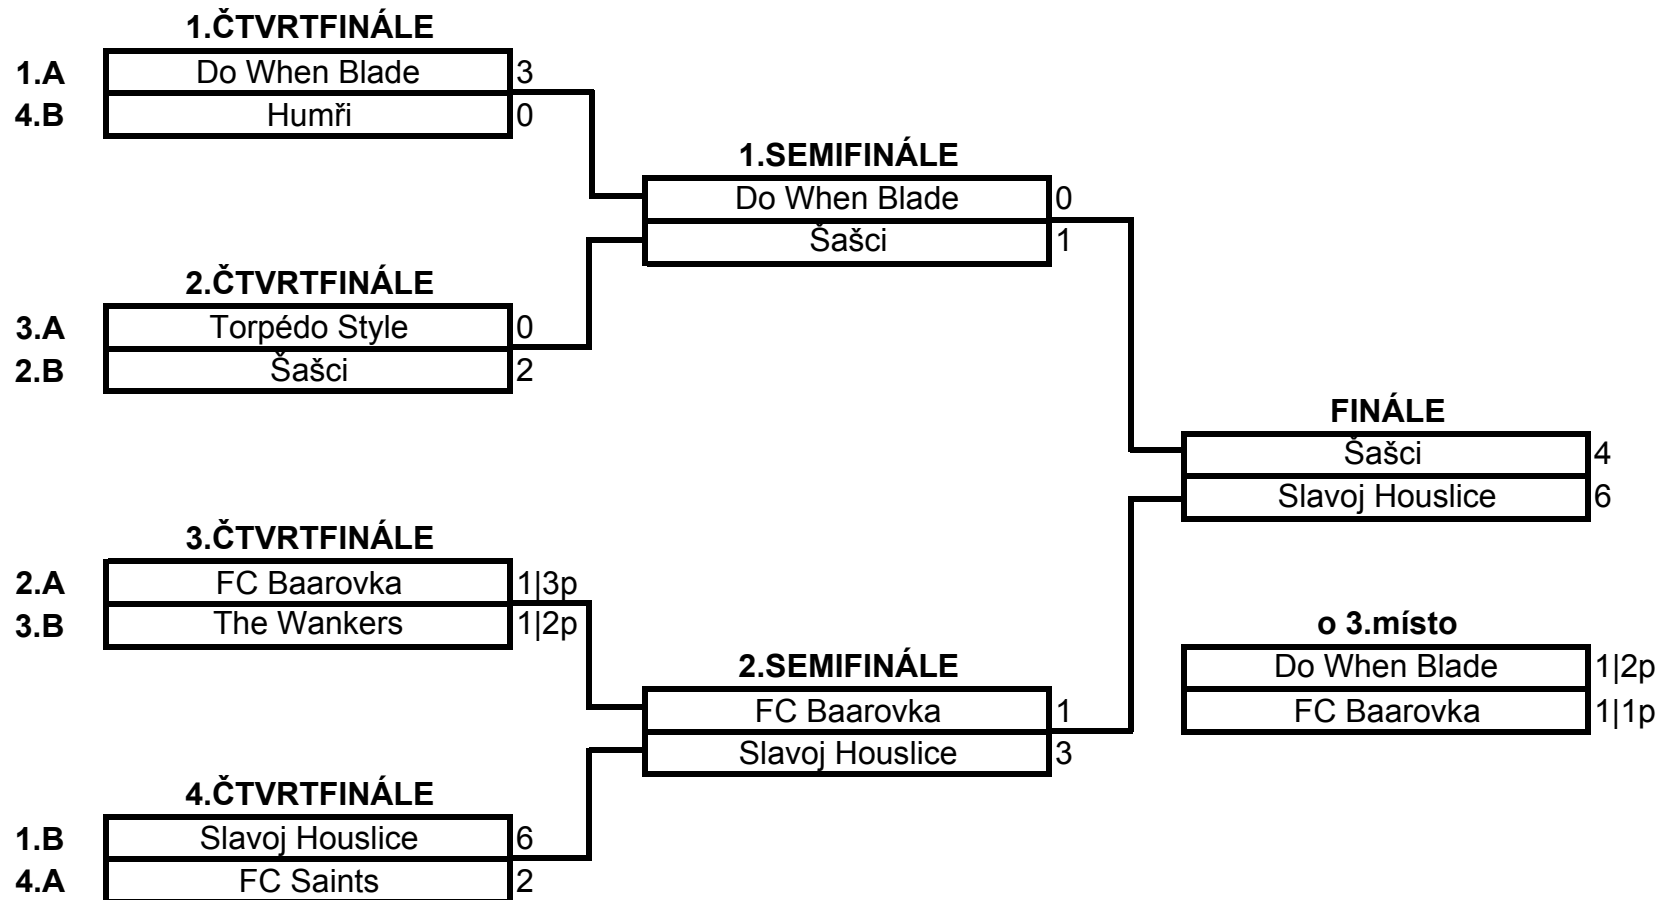 1.ČTVRTFINÁLE
1.A Do When Blade 3
4.B Humři 0
1.SEMIFINÁLE
Do When Blade 0
Šašci 1
2.ČTVRTFINÁLE
3.A Torpédo Style 0
2.B Šašci 2
FINÁLE
Šašci 4
Slavoj Houslice 6
3.ČTVRTFINÁLE
2.A FC Baarovka 1|3p
3.B The Wankers 1|2p
o 3.místo
Do When Blade 1|2p
FC Baarovka 1|1p
2.SEMIFINÁLE
FC Baarovka 1
Slavoj Houslice 3
4.ČTVRTFINÁLE
1.B Slavoj Houslice 6
4.A FC Saints 2